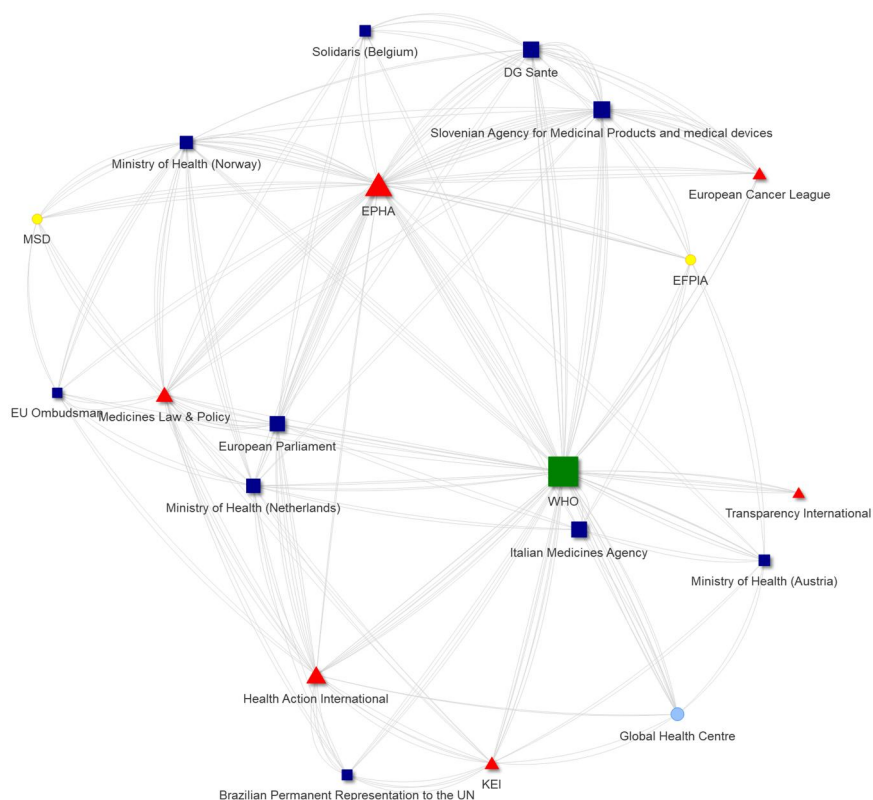 Solidaris (Belgium)
DG Sante
Slovenian Agency for Medicinal Products and medical devices
Ministry of Health (Norway)
European Cancer League
EPHA
MSD
EFPIA
EU Ombudsman
Medicines Law & Policy
European Parliament
Ministry of Health (Netherlands)
WHO
Transparency International
Italian Medicines Agency
Ministry of Health (Austria)
Health Action International
Global Health Centre
KEI
Brazilian Permanent Representation to the UN